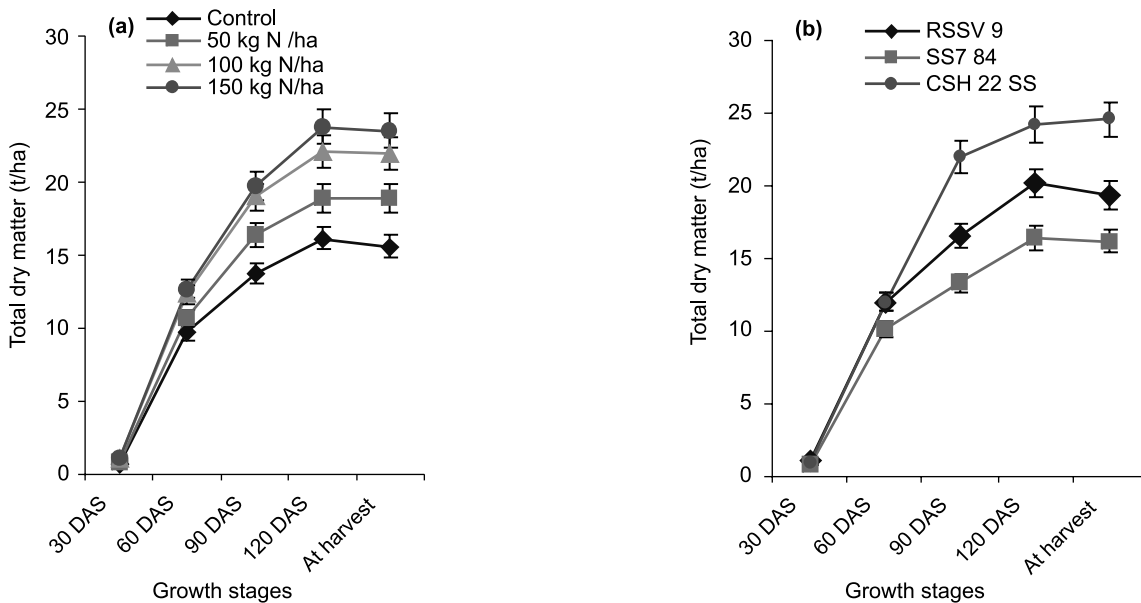 (a)
Control
50 kg N /ha
100 kg N/ha
150 kg N/ha
30
25
20
15
10
5
0
Total dry matter (t/ha)
30 DAS
60 DAS
90 DAS
120 DAS
At harvest
Growth stages
(b)
RSSV 9
SS7 84
CSH 22 SS
30
25
20
15
10
5
0
Total dry matter (t/ha)
30 DAS
60 DAS
90 DAS
120 DAS
At harvest
Growth stages